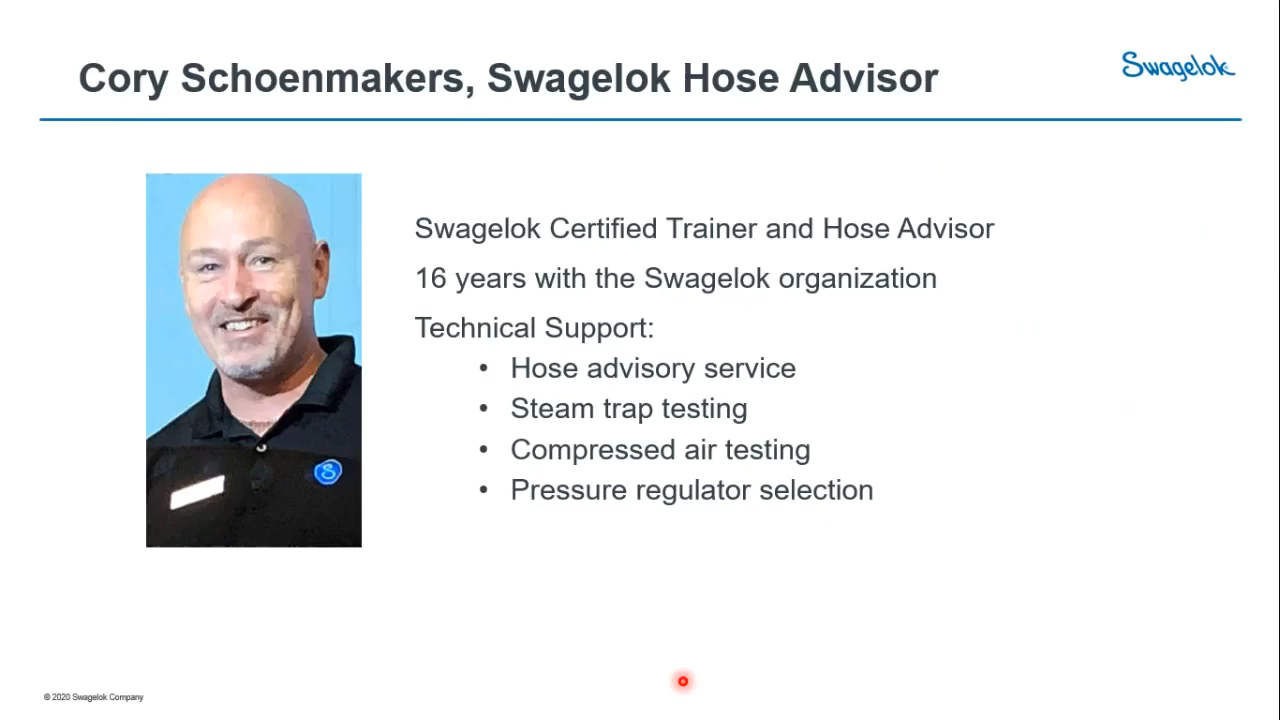 Cory Schoenmakers, Swagelok Hose Advisor
Swagelok
Swagelok Certified Trainer and Hose Advisor
16 years with the Swagelok organization
Technical Support:
• Hose advisory service
• Steam trap testing
• Compressed air testing
• Pressure regulator selection
S
© 2020 Swagelok Company